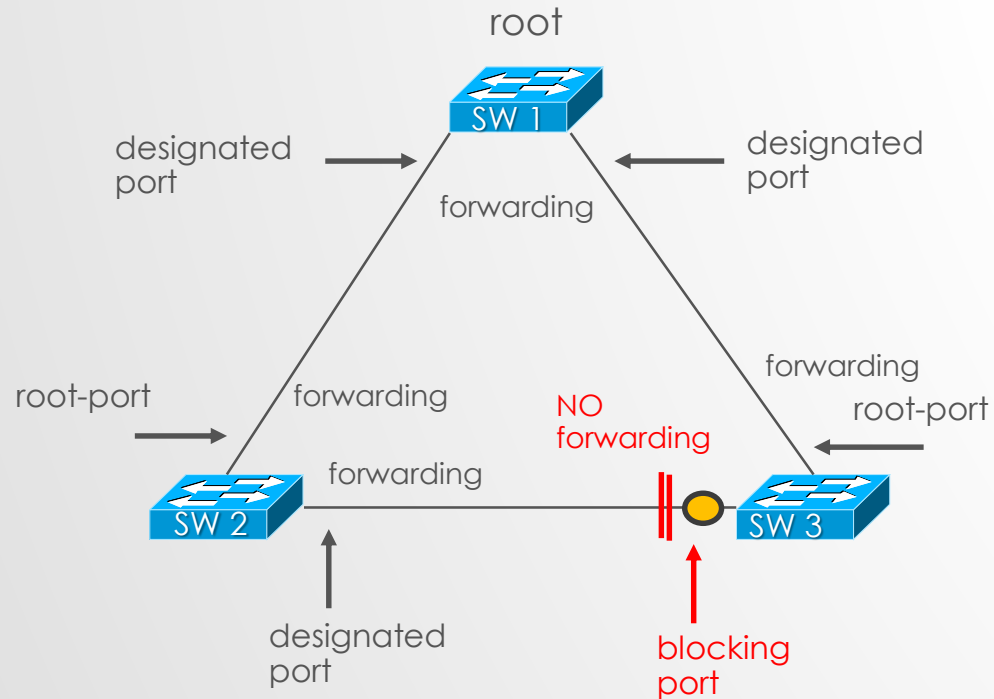 root
SW 1
designated
port
designated
port
forwarding
root-port
forwarding
forwarding
root-port
NO
forwarding
forwarding
SW 2
SW 3
designated
port
blocking
port